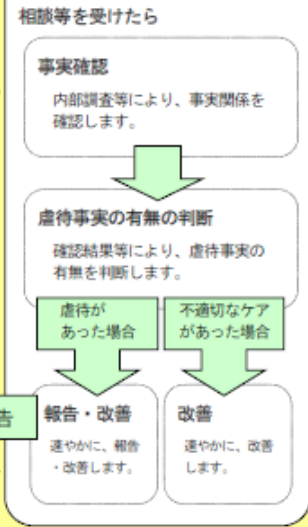 相談等を受けたら
事実確認
内部調査等により、事実関係を
確認します。
虐待事実の有無の判断
確認結果等により、虐待事実の
有無を判断します。
虐待が
あった場合
不適切なケア
があった場合
告
報告・改善
速やかに、報告
・改善します。
改善
速やかに、改善
します。